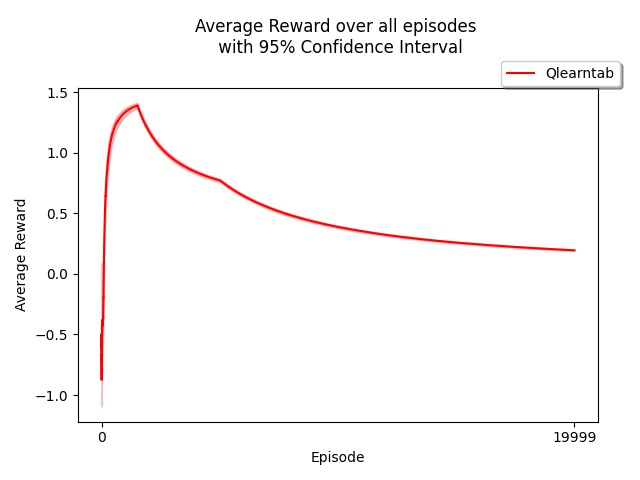 Average Reward over all episodes
with 95% Confidence Interval
Qlearntab
1.5
1.0
0.5
0.0
−0.5
−1.0
Average Reward
0
19999
Episode